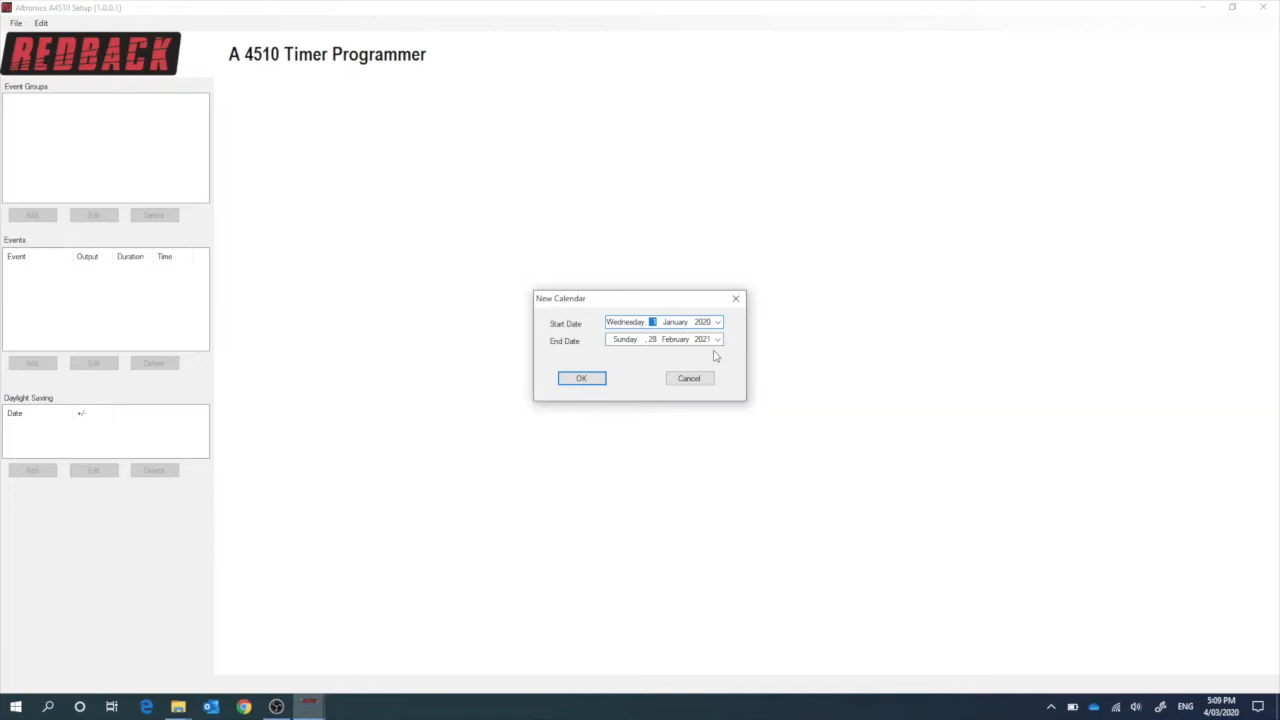 Altronics A4510 Setup [1.0.0.1]
File Edit
REDBACK
A 4510 Timer Programmer
Event Groups
Add Edit Delete
Events
Event Output Duration Time
Add Edit Delete
Daylight Saving
Date +/-
Add Edit Delete
New Calendar
Start Date Wednesday, 1 January 2020
End Date Sunday , 28 February 2021
OK Cancel
ENG
5:09 PM
4/03/2020